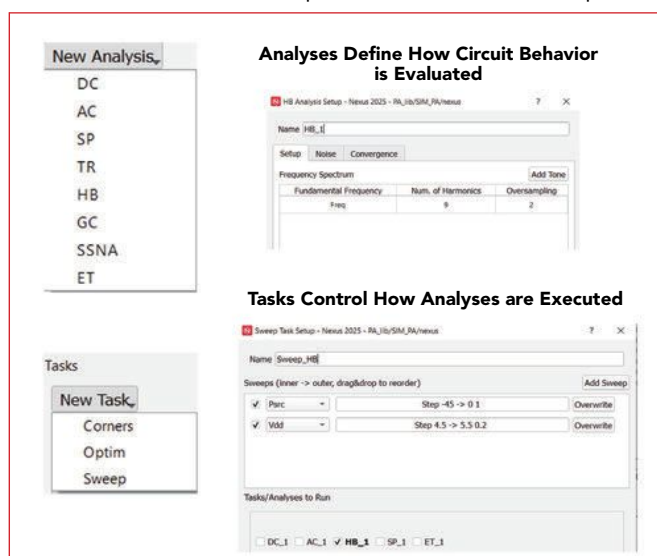 New Analysis
DC
AC
SP
TR
HB
GC
SSNA
ET
Analyses Define How Circuit Behavior
is Evaluated
HB Analysis Setup - Nexus 2025 - PA_lib/SIM_PA/nexus ? ×
Name HB_1
Setup Noise Convergence
Frequency Spectrum Add Tone
Fundamental Frequency Num. of Harmonics Oversampling
Freq 9 2
Tasks Control How Analyses are Executed
Tasks
New Task
Corners
Optim
Sweep
Sweep Task Setup - Nexus 2025 - PA_lib/SIM_PA/nexus ? ×
Name Sweep_HB
Sweeps (inner -> outer, drag&drop to reorder) Add Sweep
Psrc Step -45 -> 0 1 Overwrite
Vdd Step 4.5 -> 5.5 0.2 Overwrite
Tasks/Analyses to Run
DC_1 AC_1 HB_1 SP_1 ET_1